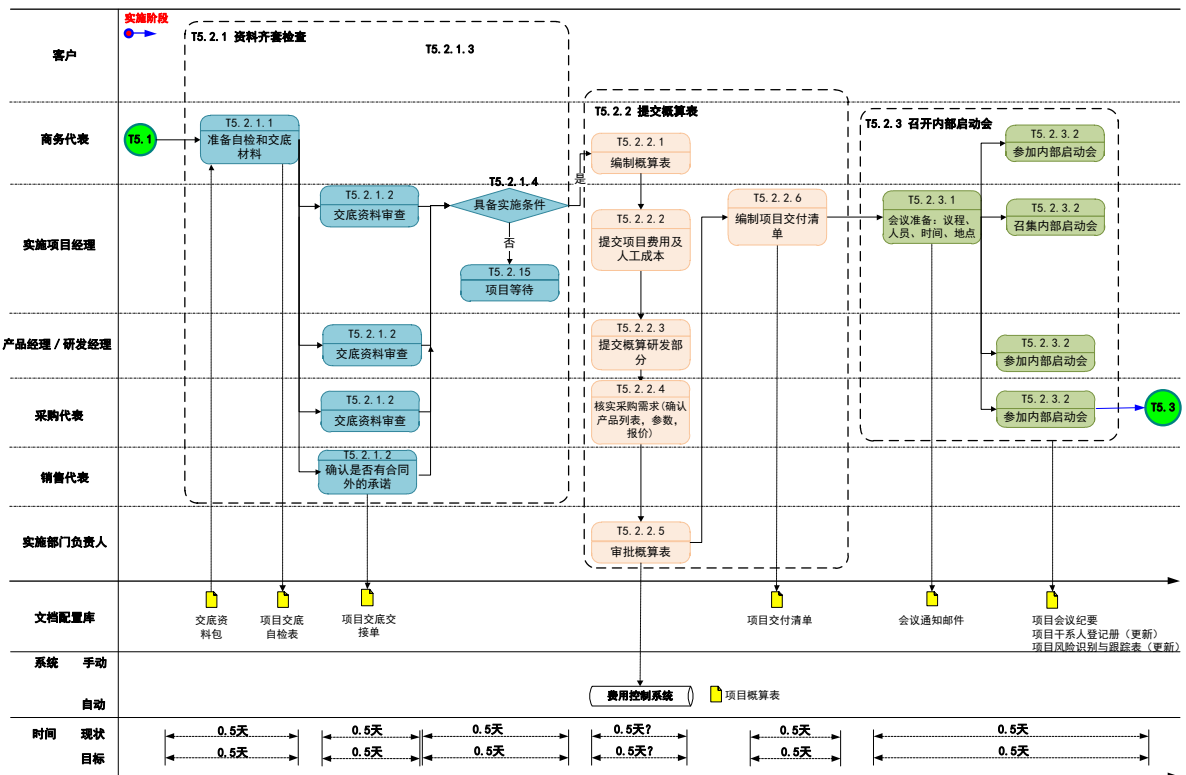 实施阶段
T5.2.1 资料齐套检查
T5.2.1.3
客户
T5.2.2 提交概算表
T5.2.3 召开内部启动会
商务代表
T5.1
T5.2.1.1
准备自检和交底
材料
T5.2.2.1
编制概算表
T5.2.3.2
参加内部启动会
是
实施项目经理
T5.2.1.2
交底资料审查
T5.2.1.4
具备实施条件
否
T5.2.15
项目等待
T5.2.2.2
提交项目费用及
人工成本
T5.2.2.6
编制项目交付清
单
T5.2.3.1
会议准备：议程、
人员、时间、地点
T5.2.3.2
召集内部启动会
产品经理/研发经理
T5.2.1.2
交底资料审查
T5.2.2.3
提交概算研发部
分
T5.2.3.2
参加内部启动会
采购代表
T5.2.1.2
交底资料审查
T5.2.2.4
核实采购需求(确认
产品列表，参数，
报价)
T5.2.3.2
参加内部启动会
T5.3
销售代表
T5.2.1.2
确认是否有合同
外的承诺
实施部门负责人
T5.2.2.5
审批概算表
文档配置库
交底资
料包
项目交底
自检表
项目交底交
接单
项目交付清单
会议通知邮件
项目会议纪要
项目干系人登记册（更新）
项目风险识别与跟踪表（更新）
系统 手动
自动
费用控制系统
项目概算表
时间 现状
0.5天 0.5天 0.5天 0.5天? 0.5天 0.5天
目标
0.5天 0.5天 0.5天 0.5天? 0.5天 0.5天